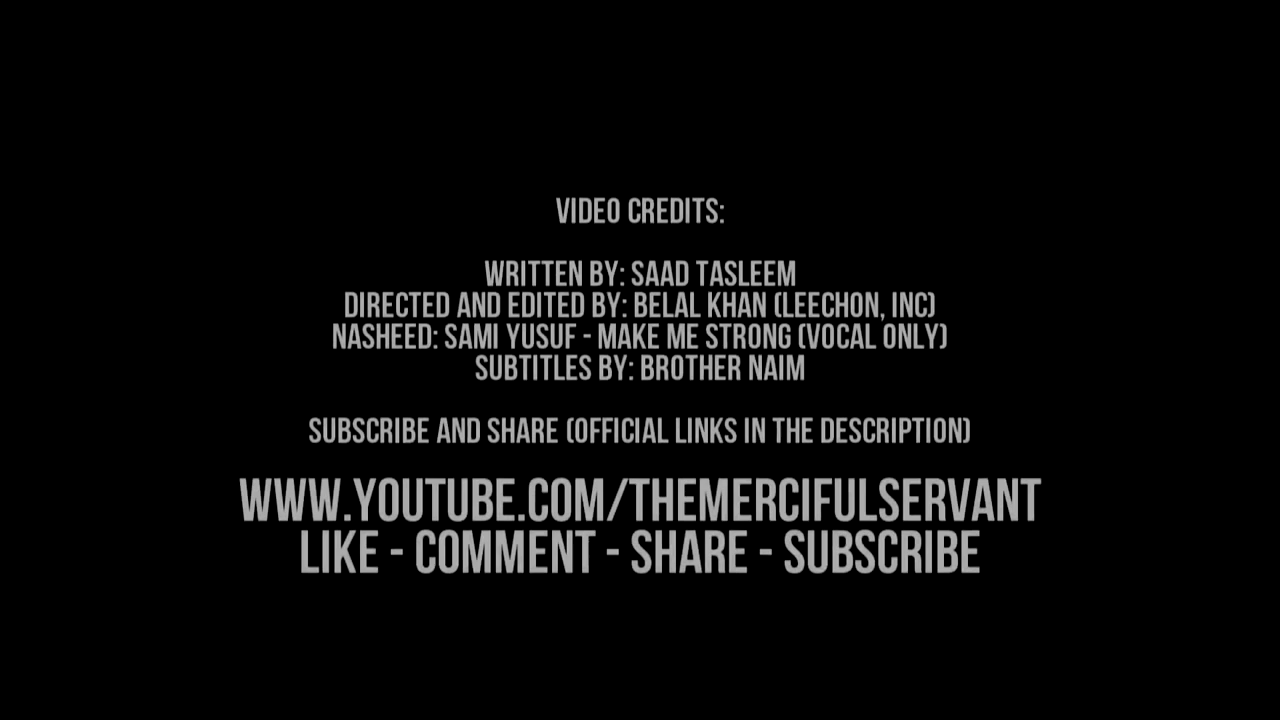 VIDEO CREDITS:
WRITTEN BY: SAAD TASLEEM
DIRECTED AND EDITED BY: BELAL KHAN (LEECHON, INC)
NASHEED: SAMI YUSUF - MAKE ME STRONG (VOCAL ONLY)
SUBTITLES BY: BROTHER NAIM
SUBSCRIBE AND SHARE (OFFICIAL LINKS IN THE DESCRIPTION)
WWW.YOUTUBE.COM/THEMERCIFULSERVANT
LIKE - COMMENT - SHARE - SUBSCRIBE